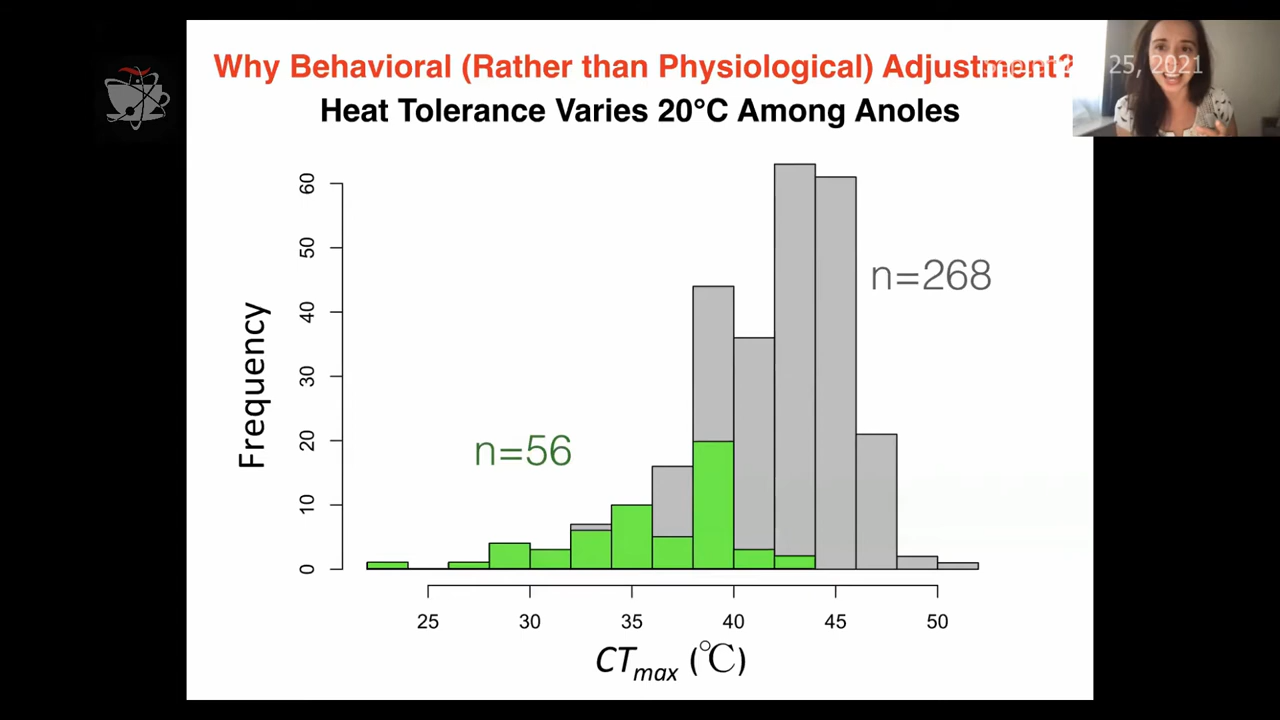 Why Behavioral (Rather than Physiological) Adjustment?
25, 2021
Heat Tolerance Varies 20°C Among Anoles
60
50
40
30
20
10
0
Frequency
n=268
n=56
25 30 35 40 45 50
CTmax (℃)